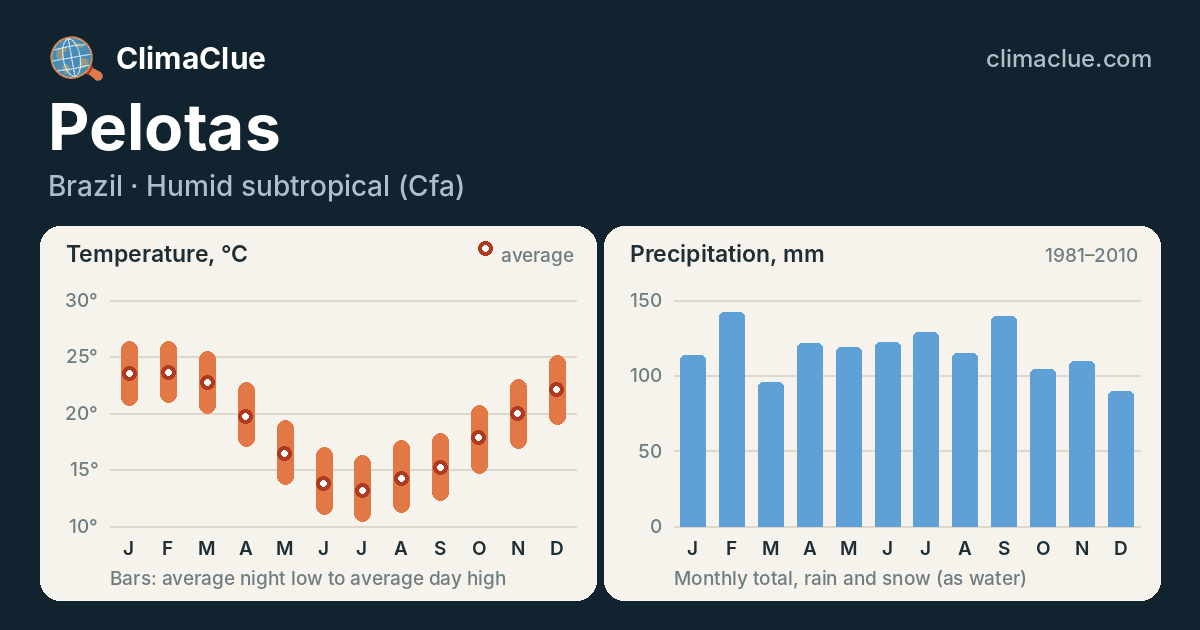 ClimaClue
climaclue.com
Pelotas
Brazil · Humid subtropical (Cfa)
Temperature, °C
average
30°
25°
20°
15°
10°
J F M A M J J A S O N D
Bars: average night low to average day high
Precipitation, mm
1981–2010
150
100
50
0
J F M A M J J A S O N D
Monthly total, rain and snow (as water)